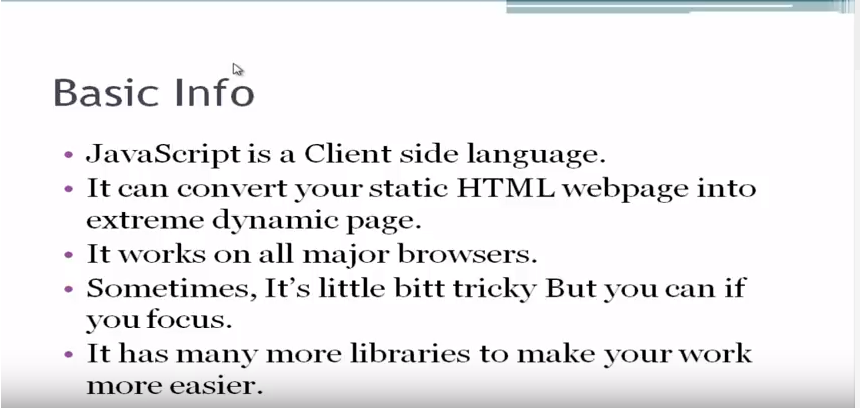 Basic Info
• JavaScript is a Client side language.
• It can convert your static HTML webpage into
extreme dynamic page.
• It works on all major browsers.
• Sometimes, It's little bitt tricky But you can if
you focus.
• It has many more libraries to make your work
more easier.